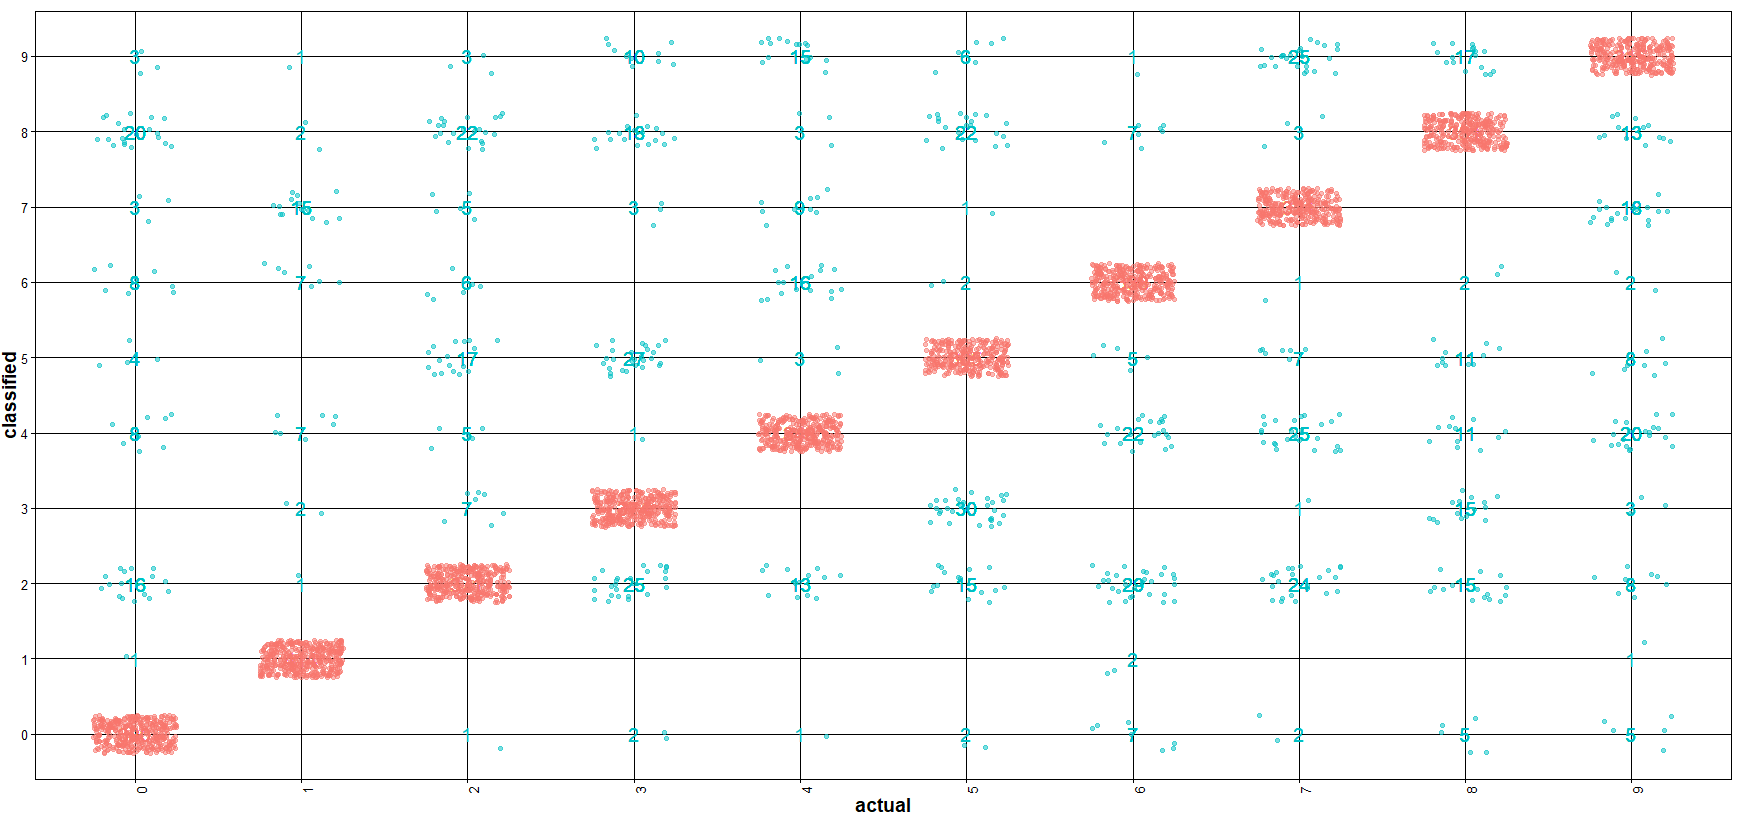 9 3 1 3 10 15 6 1 25 17
8 20 2 22 18 3 22 7 3 13
7 3 15 5 3 9 1 18
6 8 7 6 16 2 1 2 2
5 4 17 27 3 5 7 11 8
4 8 7 5 1 22 25 11 20
3 2 7 30 1 15 3
2 16 1 25 13 15 29 24 15 8
1 1 2 1
0 1 2 1 2 7 2 5 5
0 1 2 3 4 5 6 7 8 9
actual
classified